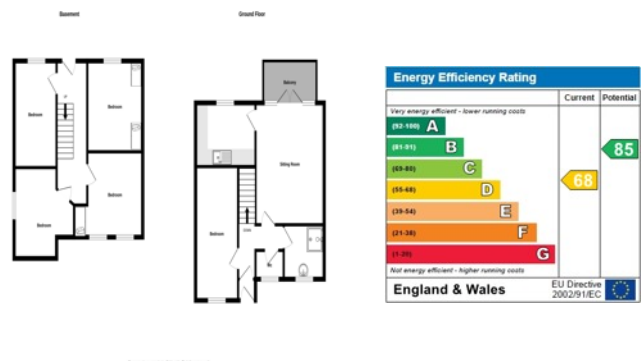 Basement
Ground Floor
Bedroom
Bedroom
Bedroom
Bedroom
UP
Balcony
Sitting Room
Bedroom
DOWN
Energy Efficiency Rating
Current
Potential
Very energy efficient - lower running costs
(92-100) A
(81-91) B
(69-80) C
(55-68) D
(39-54) E
(21-38) F
(1-20) G
68
85
Not energy efficient - higher running costs
England & Wales
EU Directive
2002/91/EC